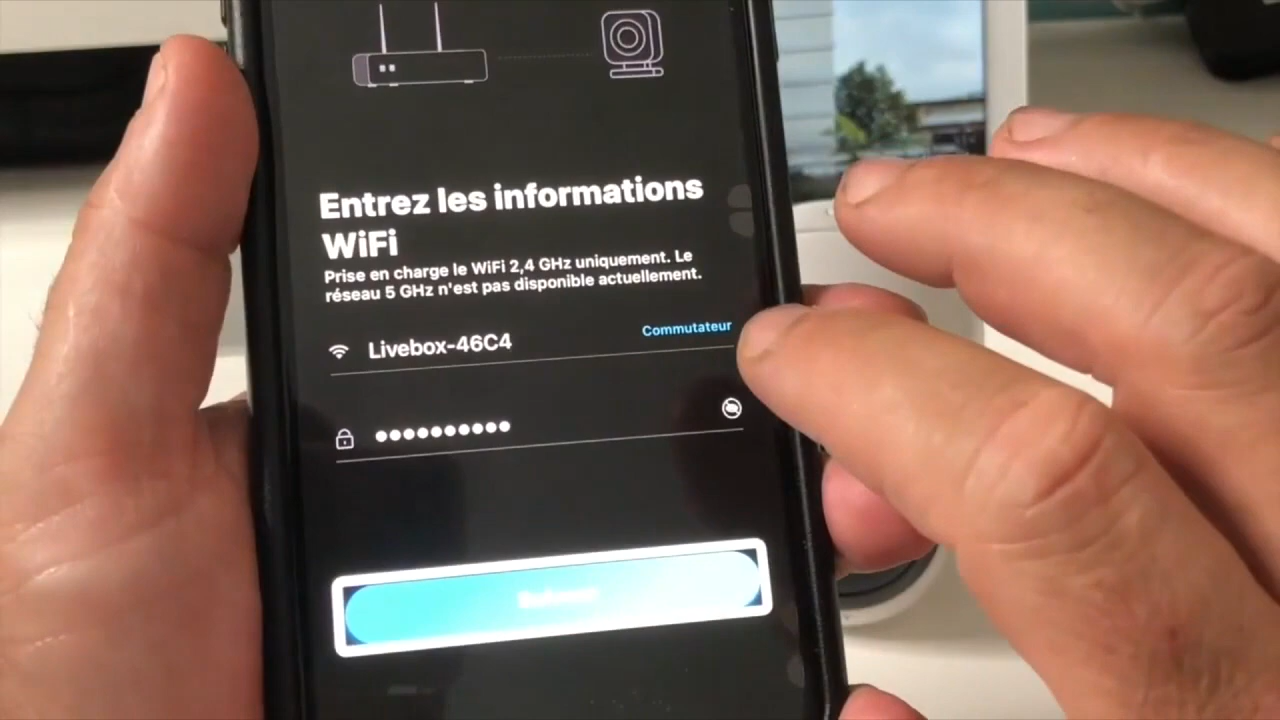 Entrez les informations
WiFi
Prise en charge le WiFi 2,4 GHz uniquement. Le
réseau 5 GHz n'est pas disponible actuellement.
Livebox-46C4
Commutateur